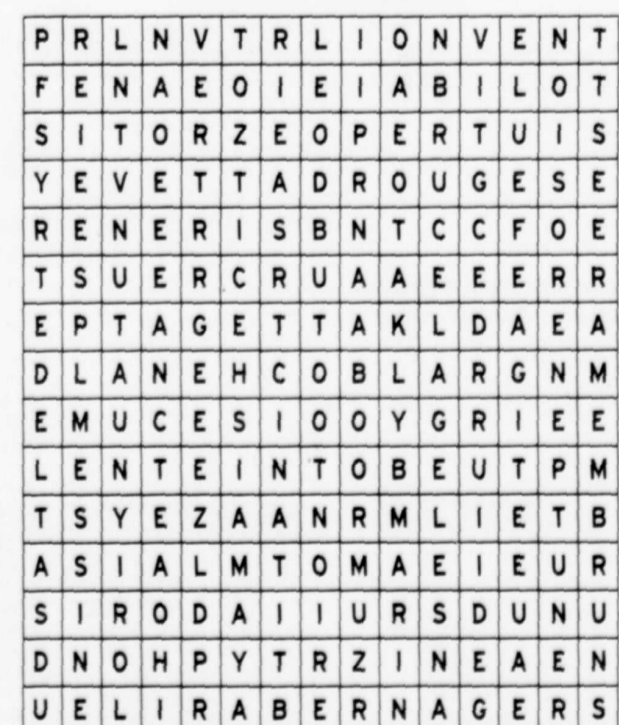 P R L N V T R L I O N V E N T
F E N A E O I E I A B I L O T
S I T O R Z E O P E R T U I S
Y E V E T T A D R O U G E S E
R E N E R I S B N T C C F O E
T S U E R C R U A A E E E R R
E P T A G E T T A K L D A E A
D L A N E H C O B L A R G N M
E M U C E S I O O Y G R I E E
L E N T E I N T O B E U T P M
T S Y E Z A A N R M L I E T B
A S I A L M T O M A E I E U R
S I R O D A I I U R S D U N U
D N O H P Y T R Z I N E A E N
U E L I R A B E R N A G E R S